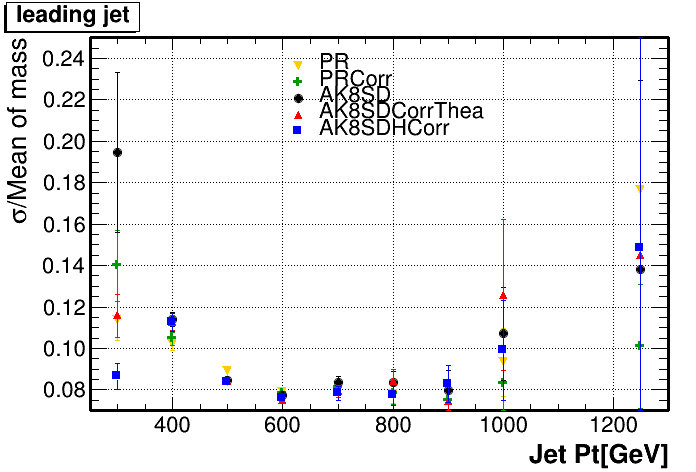 leading jet
σ/Mean of mass
0.24
0.22
0.20
0.18
0.16
0.14
0.12
0.10
0.08
PR
PRCorr
AK8SD
AK8SDCorrThea
AK8SDHCorr
400 600 800 1000 1200
Jet Pt[GeV]